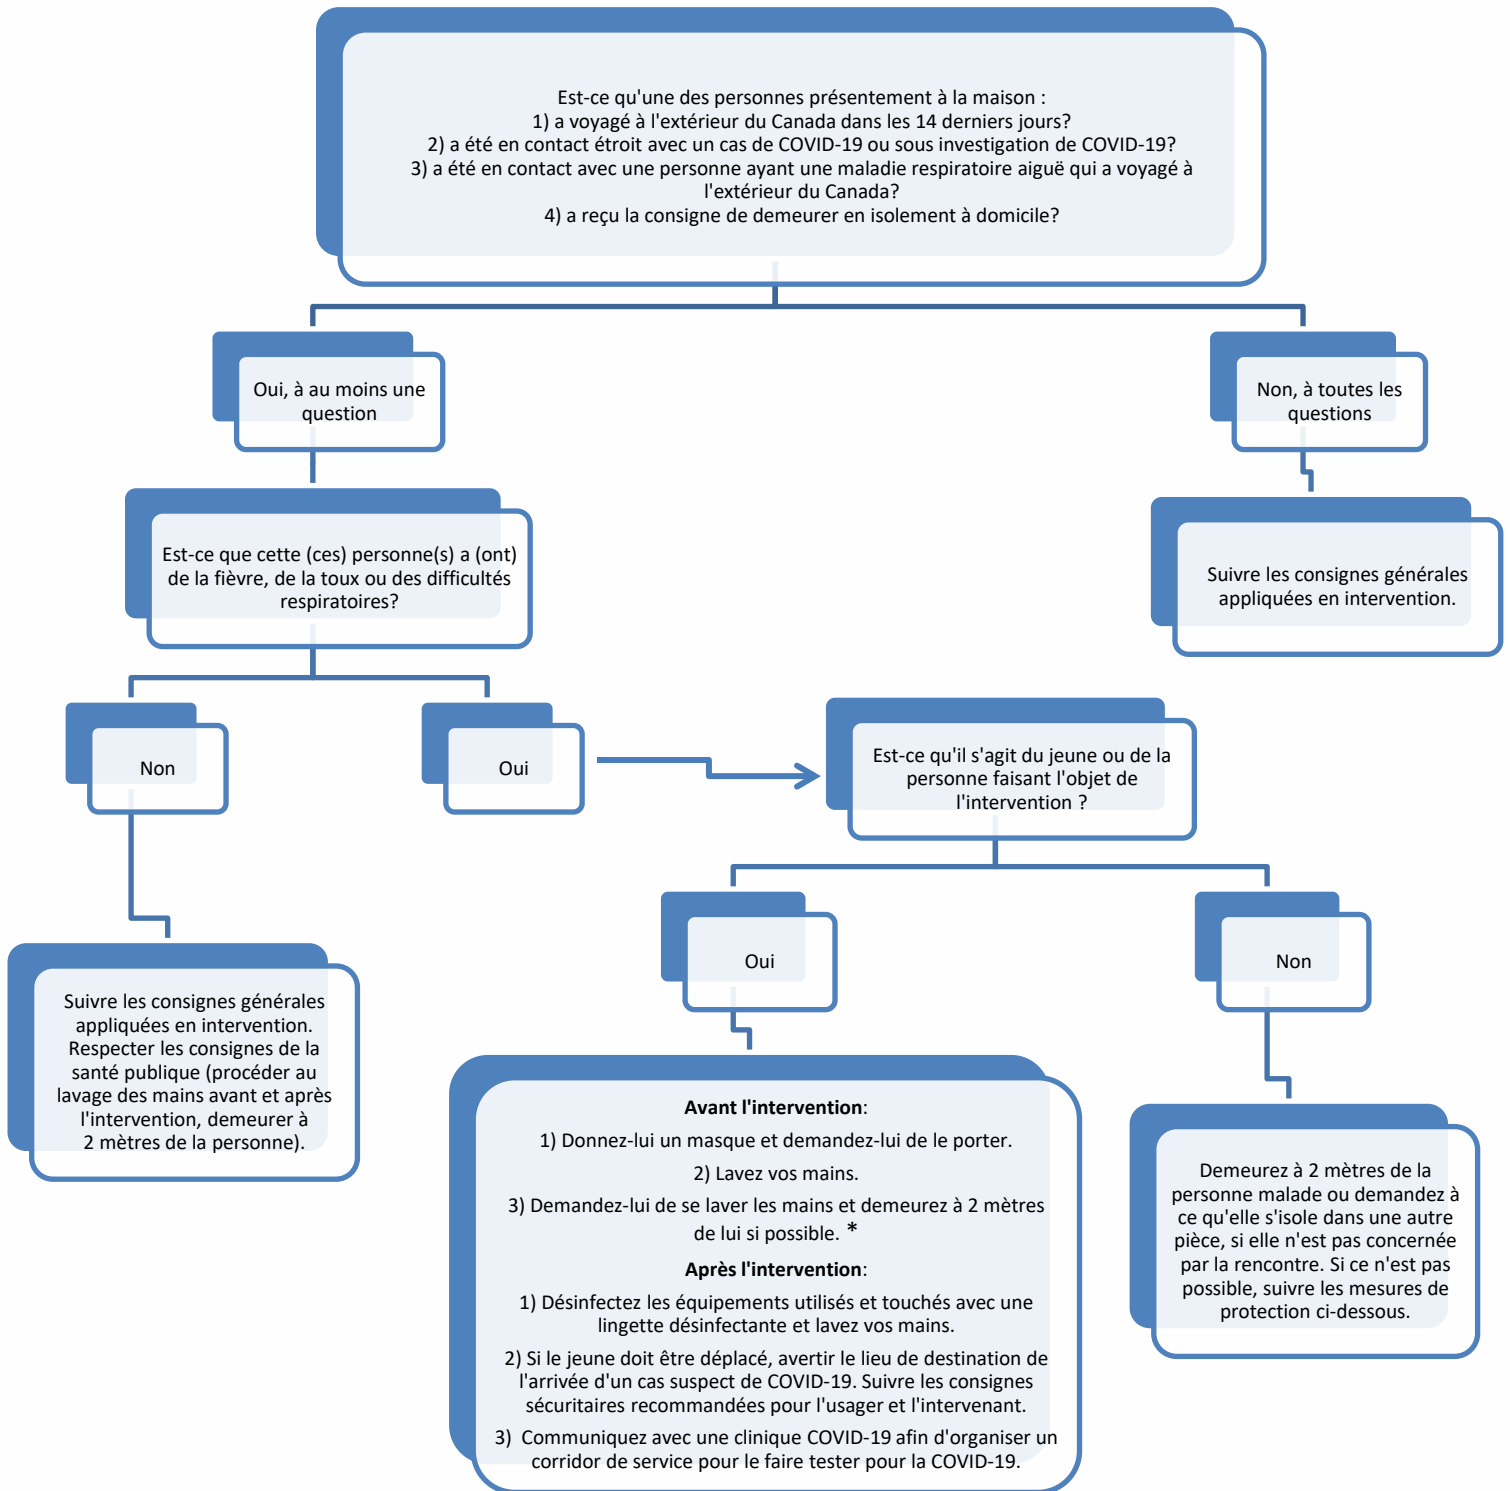 Est-ce qu'une des personnes présentement à la maison :
1) a voyagé à l'extérieur du Canada dans les 14 derniers jours?
2) a été en contact étroit avec un cas de COVID-19 ou sous investigation de COVID-19?
3) a été en contact avec une personne ayant une maladie respiratoire aiguë qui a voyagé à
l'extérieur du Canada?
4) a reçu la consigne de demeurer en isolement à domicile?
Oui, à au moins une
question
Non, à toutes les
questions
Est-ce que cette (ces) personne(s) a (ont)
de la fièvre, de la toux ou des difficultés
respiratoires?
Suivre les consignes générales
appliquées en intervention.
Non
Oui
Est-ce qu'il s'agit du jeune ou de la
personne faisant l'objet de
l'intervention ?
Oui
Non
Suivre les consignes générales
appliquées en intervention.
Respecter les consignes de la
santé publique (procéder au
lavage des mains avant et après
l'intervention, demeurer à
2 mètres de la personne).
Avant l'intervention:
1) Donnez-lui un masque et demandez-lui de le porter.
2) Lavez vos mains.
3) Demandez-lui de se laver les mains et demeurez à 2 mètres
de lui si possible. *
Après l'intervention:
1) Désinfectez les équipements utilisés et touchés avec une
lingette désinfectante et lavez vos mains.
2) Si le jeune doit être déplacé, avertir le lieu de destination de
l'arrivée d'un cas suspect de COVID-19. Suivre les consignes
sécuritaires recommandées pour l'usager et l'intervenant.
3) Communiquez avec une clinique COVID-19 afin d'organiser un
corridor de service pour le faire tester pour la COVID-19.
Demeurez à 2 mètres de la
personne malade ou demandez à
ce qu'elle s'isole dans une autre
pièce, si elle n'est pas concernée
par la rencontre. Si ce n'est pas
possible, suivre les mesures de
protection ci-dessous.